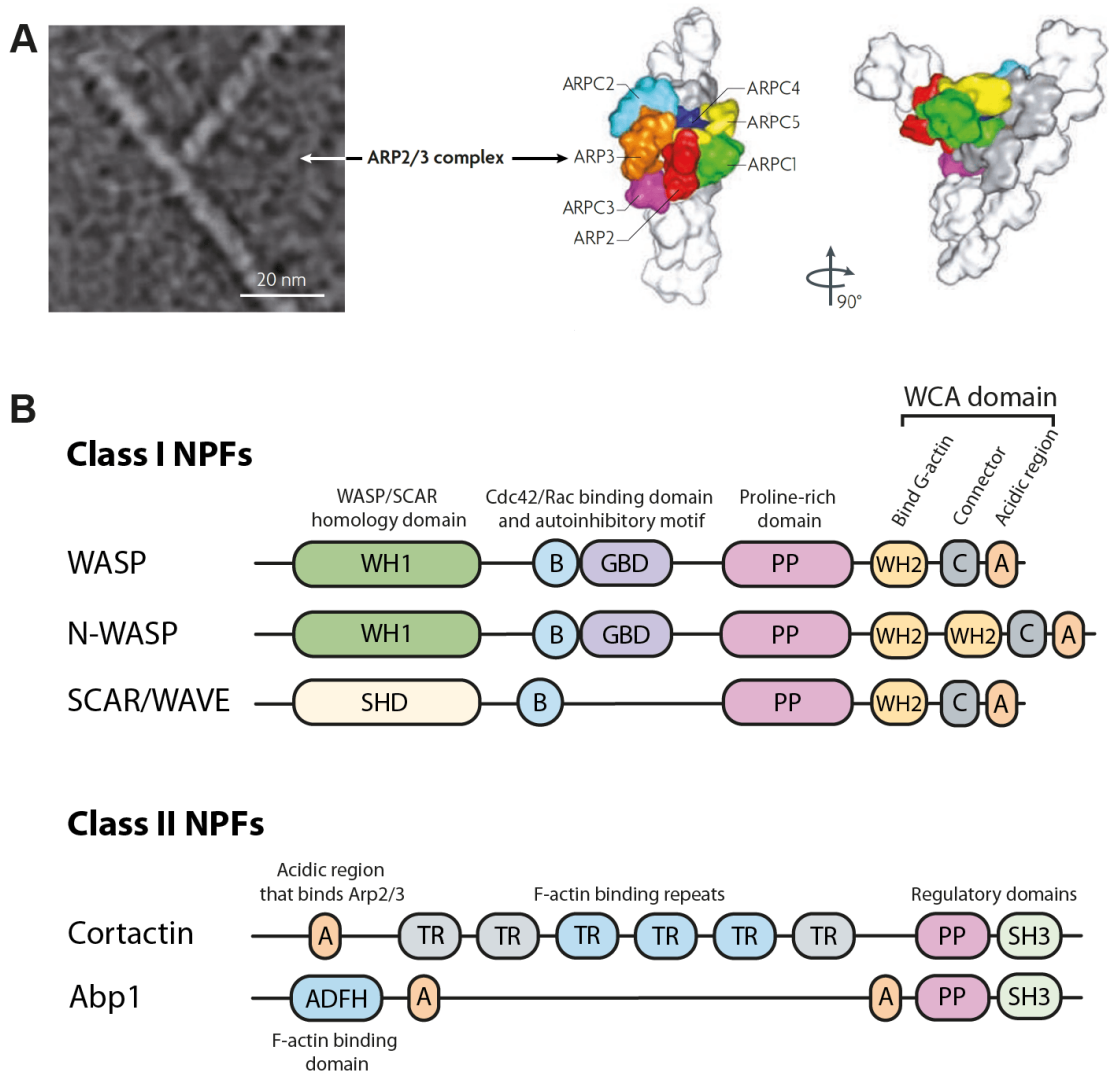 A
ARPC2
ARPC4
ARPC5
ARP2/3 complex
ARP3
ARPC1
ARPC3
ARP2
20 nm
90°
B
WCA domain
Class I NPFs
Bind G-actin
Connector
Acidic region
WASP/SCAR
homology domain
Cdc42/Rac binding domain
and autoinhibitory motif
Proline-rich
domain
WASP WH1 B GBD PP WH2 C A
N-WASP WH1 B GBD PP WH2 WH2 C A
SCAR/WAVE SHD B PP WH2 C A
Class II NPFs
Acidic region
that binds Arp2/3
F-actin binding repeats
Regulatory domains
Cortactin A TR TR TR TR TR TR PP SH3
Abp1 ADFH A A PP SH3
F-actin binding
domain